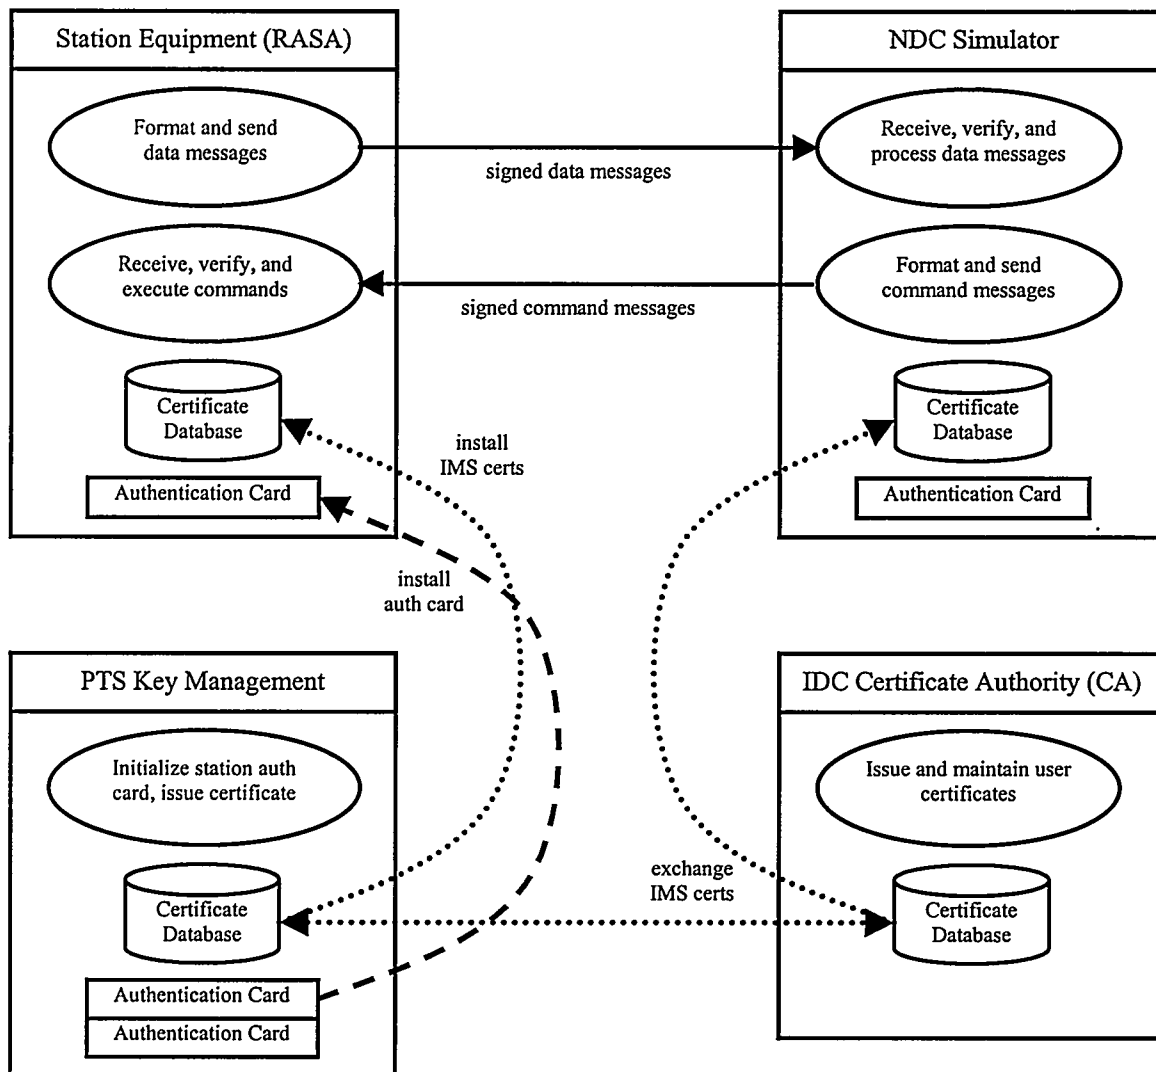 Station Equipment (RASA)
Format and send
data messages
Receive, verify, and
execute commands
Certificate
Database
Authentication Card
signed data messages
signed command messages
install
IMS certs
install
auth card
NDC Simulator
Receive, verify, and
process data messages
Format and send
command messages
Certificate
Database
Authentication Card
PTS Key Management
Initialize station auth
card, issue certificate
Certificate
Database
Authentication Card
Authentication Card
exchange
IMS certs
IDC Certificate Authority (CA)
Issue and maintain user
certificates
Certificate
Database